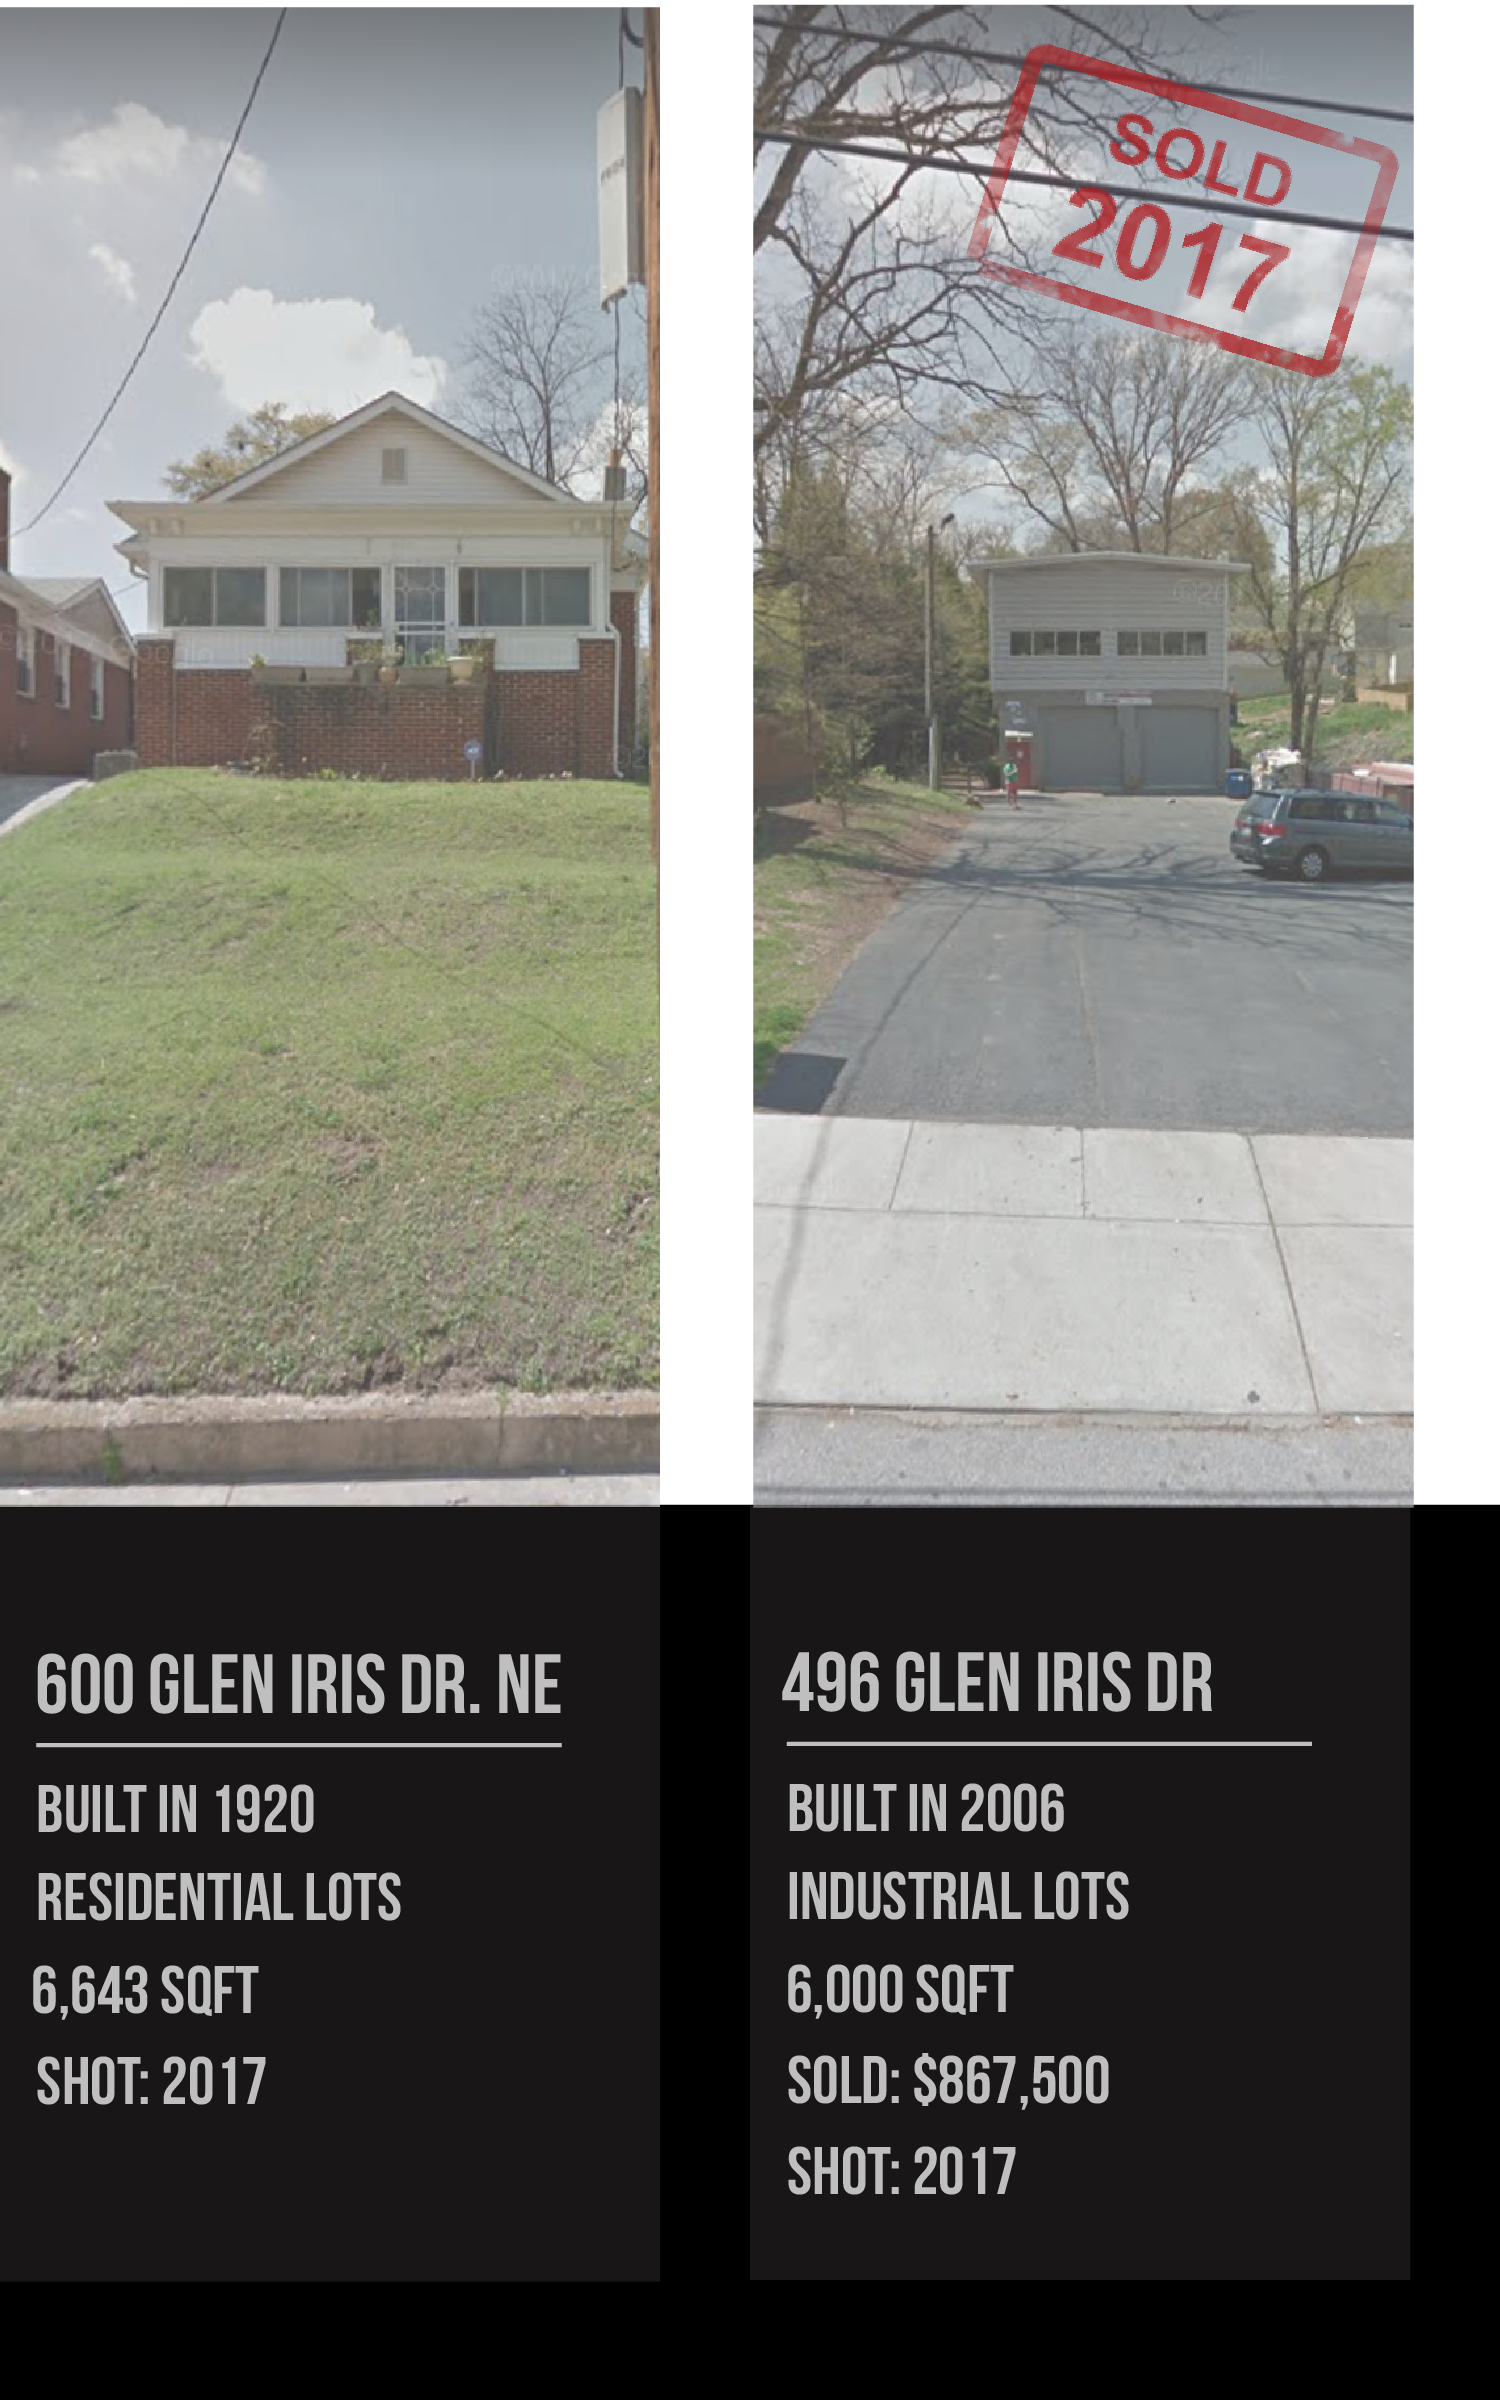 SOLD
2017
600 GLEN IRIS DR. NE
BUILT IN 1920
RESIDENTIAL LOTS
6,643 SQFT
SHOT: 2017
496 GLEN IRIS DR
BUILT IN 2006
INDUSTRIAL LOTS
6,000 SQFT
SOLD: $867,500
SHOT: 2017